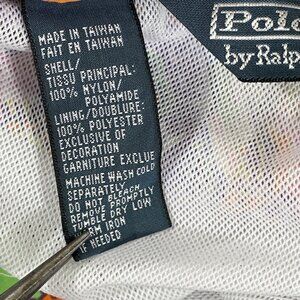 Polo
by Ralp
MADE IN TAIWAN
FAIT EN TAIWAN
SHELL/
TISSU PRINCIPAL:
100% NYLON/
POLYAMIDE
LINING/DOUBLURE:
100% POLYESTER
EXCLUSIVE OF
DECORATION
GARNITURE EXCLUE
MACHINE WASH COLD
SEPARATELY
DO NOT BLEACH
REMOVE PROMPTLY
TUMBLE DRY LOW
IRON
IF NEEDED